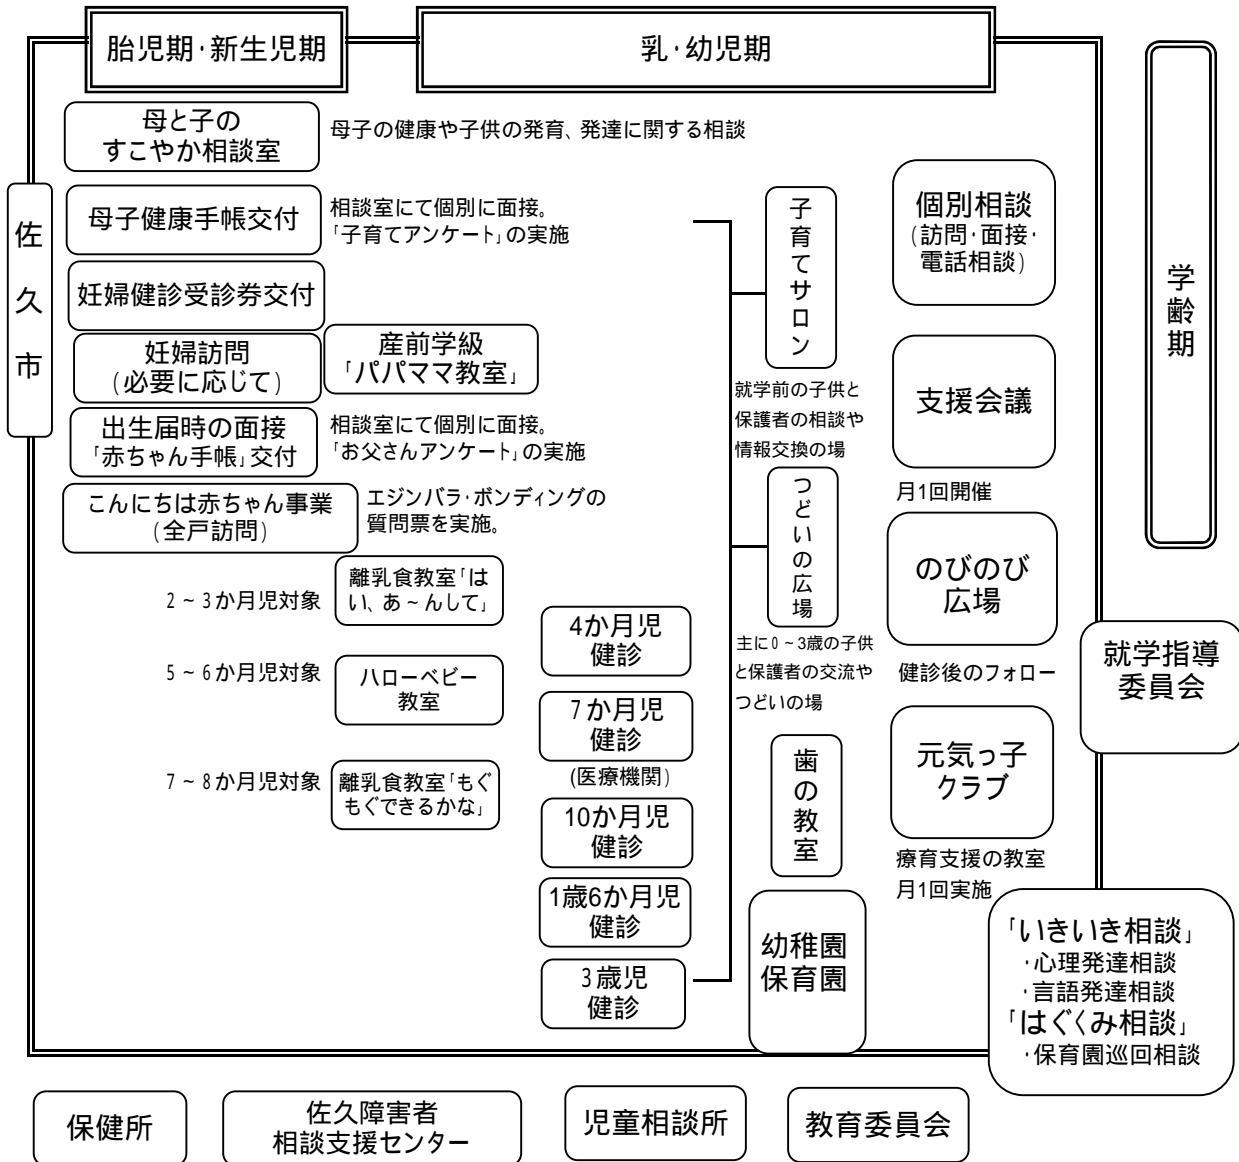 胎児期・新生児期
乳・幼児期
学齢期
佐久市
母と子の
すこやか相談室
母子の健康や子供の発育、発達に関する相談
母子健康手帳交付
相談室にて個別に面接。
「子育てアンケート」の実施
妊婦健診受診券交付
妊婦訪問
(必要に応じて)
産前学級
「パパママ教室」
出生届時の面接
「赤ちゃん手帳」交付
相談室にて個別に面接。
「お父さんアンケート」の実施
こんにちは赤ちゃん事業
(全戸訪問)
エジンバラ・ボンディングの
質問票を実施。
2~3か月児対象
離乳食教室「は
い、あ~んして」
5~6か月児対象
ハローベビー
教室
7~8か月児対象
離乳食教室「もぐ
もぐできるかな」
4か月児
健診
7か月児
健診
(医療機関)
10か月児
健診
1歳6か月児
健診
3歳児
健診
子育てサロン
就学前の子供と
保護者の相談や
情報交換の場
つどいの広場
主に0~3歳の子供
と保護者の交流や
つどいの場
歯の教室
幼稚園
保育園
個別相談
(訪問・面接・
電話相談)
支援会議
月1回開催
のびのび
広場
健診後のフォロー
元気っ子
クラブ
療育支援の教室
月1回実施
就学指導
委員会
「いきいき相談」
・心理発達相談
・言語発達相談
「はぐくみ相談」
・保育園巡回相談
保健所
佐久障害者
相談支援センター
児童相談所
教育委員会